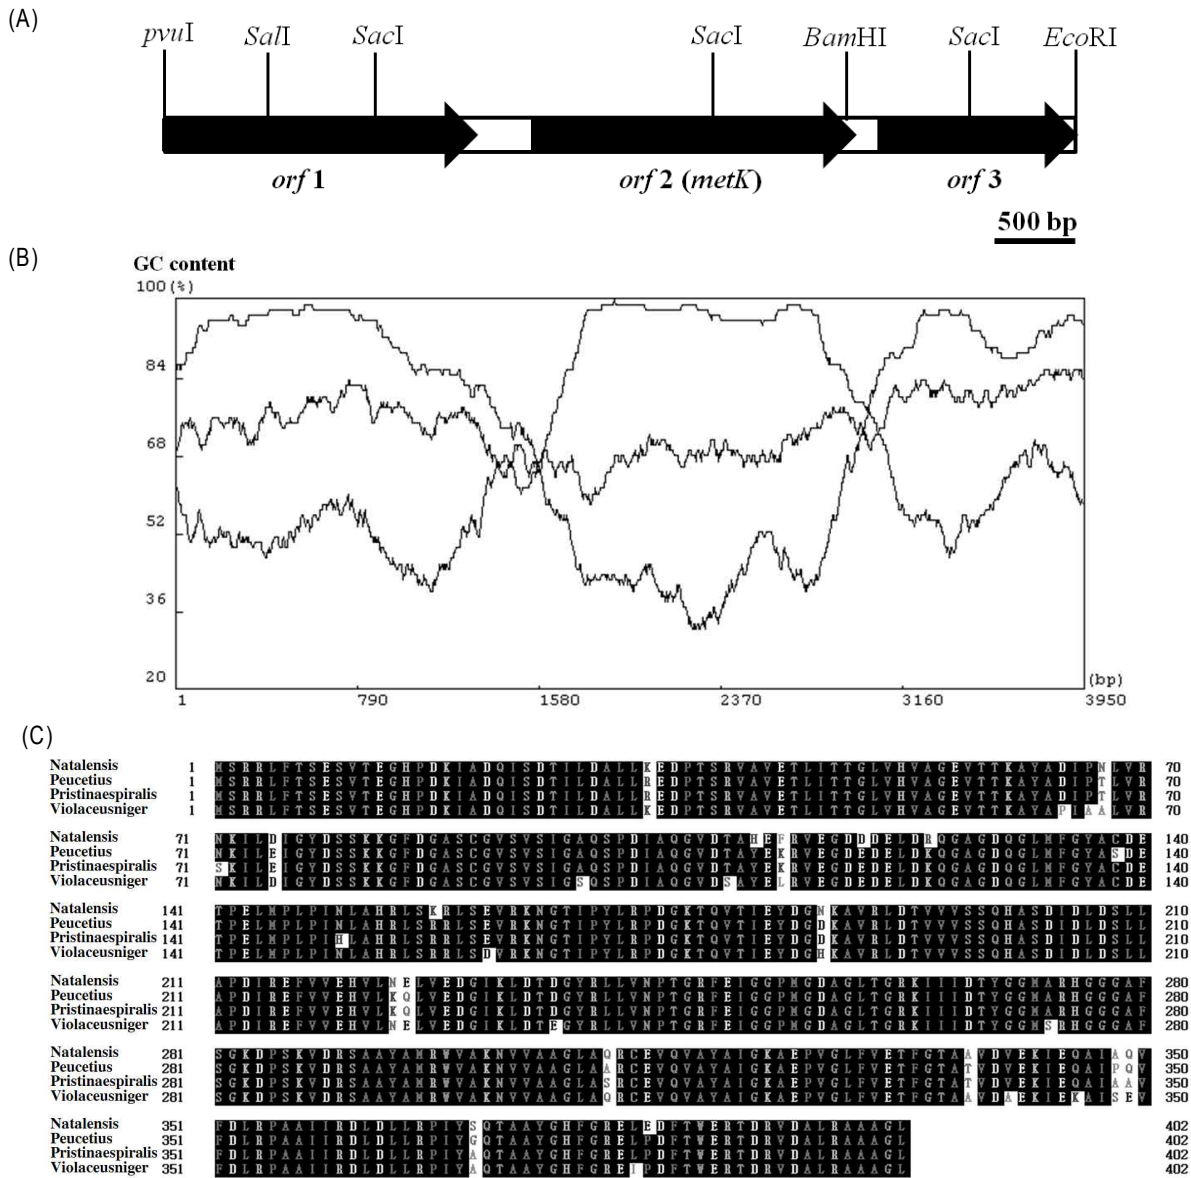 (A)
pvuI SalI SacI SacI BamHI SacI EcoRI
orf 1 orf 2 (metK) orf 3
500 bp
(B)
GC content
100 (%)
84
68
52
36
20
1 790 1580 2370 3160 3950
(bp)
(C)
Natalensis 1 MSRRLFTSESVTEGHPDKIADQISDTILDALLKEDPTSRVAVETLITTGLVHVAGEVTTKAYADIPNLVR 70
Peucetius 1 MSRRLFTSESVTEGHPDKIADQISDTILDALLREDPTSRVAVETLITTGLVHVAGEVTTKAYADIPTLVR 70
Pristinaespiralis 1 MSRRLFTSESVTEGHPDKIADQISDTILDALLREDPTSRVAVETLITTGLVHVAGEVTTKAYADIPTLVR 70
Violaceusniger 1 MSRRLFTSESVTEGHPDKIADQISDTILDALLKEDPTSRVAVETLITTGLVHVAGEVTTKAYAPIAALVR 70
Natalensis 71 NKILDIGYDSSKKGFDGASCGVSVSIGAQSPDIAQGVDTAHEFRVEGDDDELDRQGAGDQGLMFGYACDE 140
Peucetius 71 NKILEIGYDSSKKGFDGASCGVSVSIGAQSPDIAQGVDTAYEKRVEGDEDELDKQGAGDQGLMFGYASDE 140
Pristinaespiralis 71 SKILEIGYDSSKKGFDGASCGVSVSIGAQSPDIAQGVDTAYEKRVEGDEDELDKQGAGDQGLMFGYACDE 140
Violaceusniger 71 NKILDIGYDSSKKGFDGASCGVSVSIGSQSPDIAQGVDSAYELRVEGDEDELDKQGAGDQGLMFGYACDE 140
Natalensis 141 TPELMPLPINLAHRLSKRLSEVRKNGTIPYLRPDGKTQVTIEYDGNKAVRLDTVVVSSQHASDIDLDSLL 210
Peucetius 141 TPELMPLPINLAHRLSRRLSEVRKNGTIPYLRPDGKTQVTIEYDGDKAVRLDTVVVSSQHASDIDLDSLL 210
Pristinaespiralis 141 TPELMPLPIHLAHRLSRRLSEVRKNGTIPYLRPDGKTQVTIEYDGDKAVRLDTVVVSSQHASDIDLDSLL 210
Violaceusniger 141 TPELMPLPINLAHRLSRRLSDVRKNGTIPYLRPDGKTQVTIEYDGHKAVRLDTVVVSSQHASDIDLDSLL 210
Natalensis 211 APDIREFVVEHVLNELVEDGIKLDTDGYRLLVNPTGRFEIGGPMGDAGLTGRKIIIDTYGGMARHGGGAF 280
Peucetius 211 APDIREFVVEHVLKQLVEDGIKLDTDGYRLLVNPTGRFEIGGPMGDAGLTGRKIIIDTYGGMARHGGGAF 280
Pristinaespiralis 211 APDIREFVVEHVLKQLVEDGIKLDTDGYRLLVNPTGRFEIGGPMGDAGLTGRKIIIDTYGGMARHGGGAF 280
Violaceusniger 211 APDIREFVVEHVLNELVEDGIKLDTEGYRLLVNPTGRFEIGGPMGDAGLTGRKIIIDTYGGMSRHGGGAF 280
Natalensis 281 SGKDPSKVDRSAAYAMRWVAKNVVAAGLAQRCEVQVAYAIGKAEPVGLFVETFGTAAVDVEKIEQAIAQV 350
Peucetius 281 SGKDPSKVDRSAAYAMRWVAKNVVAAGLAARCEVQVAYAIGKAEPVGLFVETFGTATVDVEKIEQAIPQV 350
Pristinaespiralis 281 SGKDPSKVDRSAAYAMRWVAKNVVAAGLASRCEVQVAYAIGKAEPVGLFVETFGTATVDVEKIEQAIAAV 350
Violaceusniger 281 SGKDPSKVDRSAAYAMRWVAKNVVAAGLAQRCEVQVAYAIGKAEPVGLFVETFGTAAVDAEKIEKAISEV 350
Natalensis 351 FDLRPAAIIRDLDLLRPIYSQTAAYGHFGRELEDFTWERTDRVDALRAAAGL 402
Peucetius 351 FDLRPAAIIRDLDLLRPIYGQTAAYGHFGRELPDFTWERTDRVDALRAAAGL 402
Pristinaespiralis 351 FDLRPAAIIRDLDLLRPIYAQTAAYGHFGRELPDFTWERTDRVDALRAAAGL 402
Violaceusniger 351 FDLRPAAIIRDLDLLRPIYAQTAAYGHFGREIPDFTWERTDRVDALRAAAGL 402